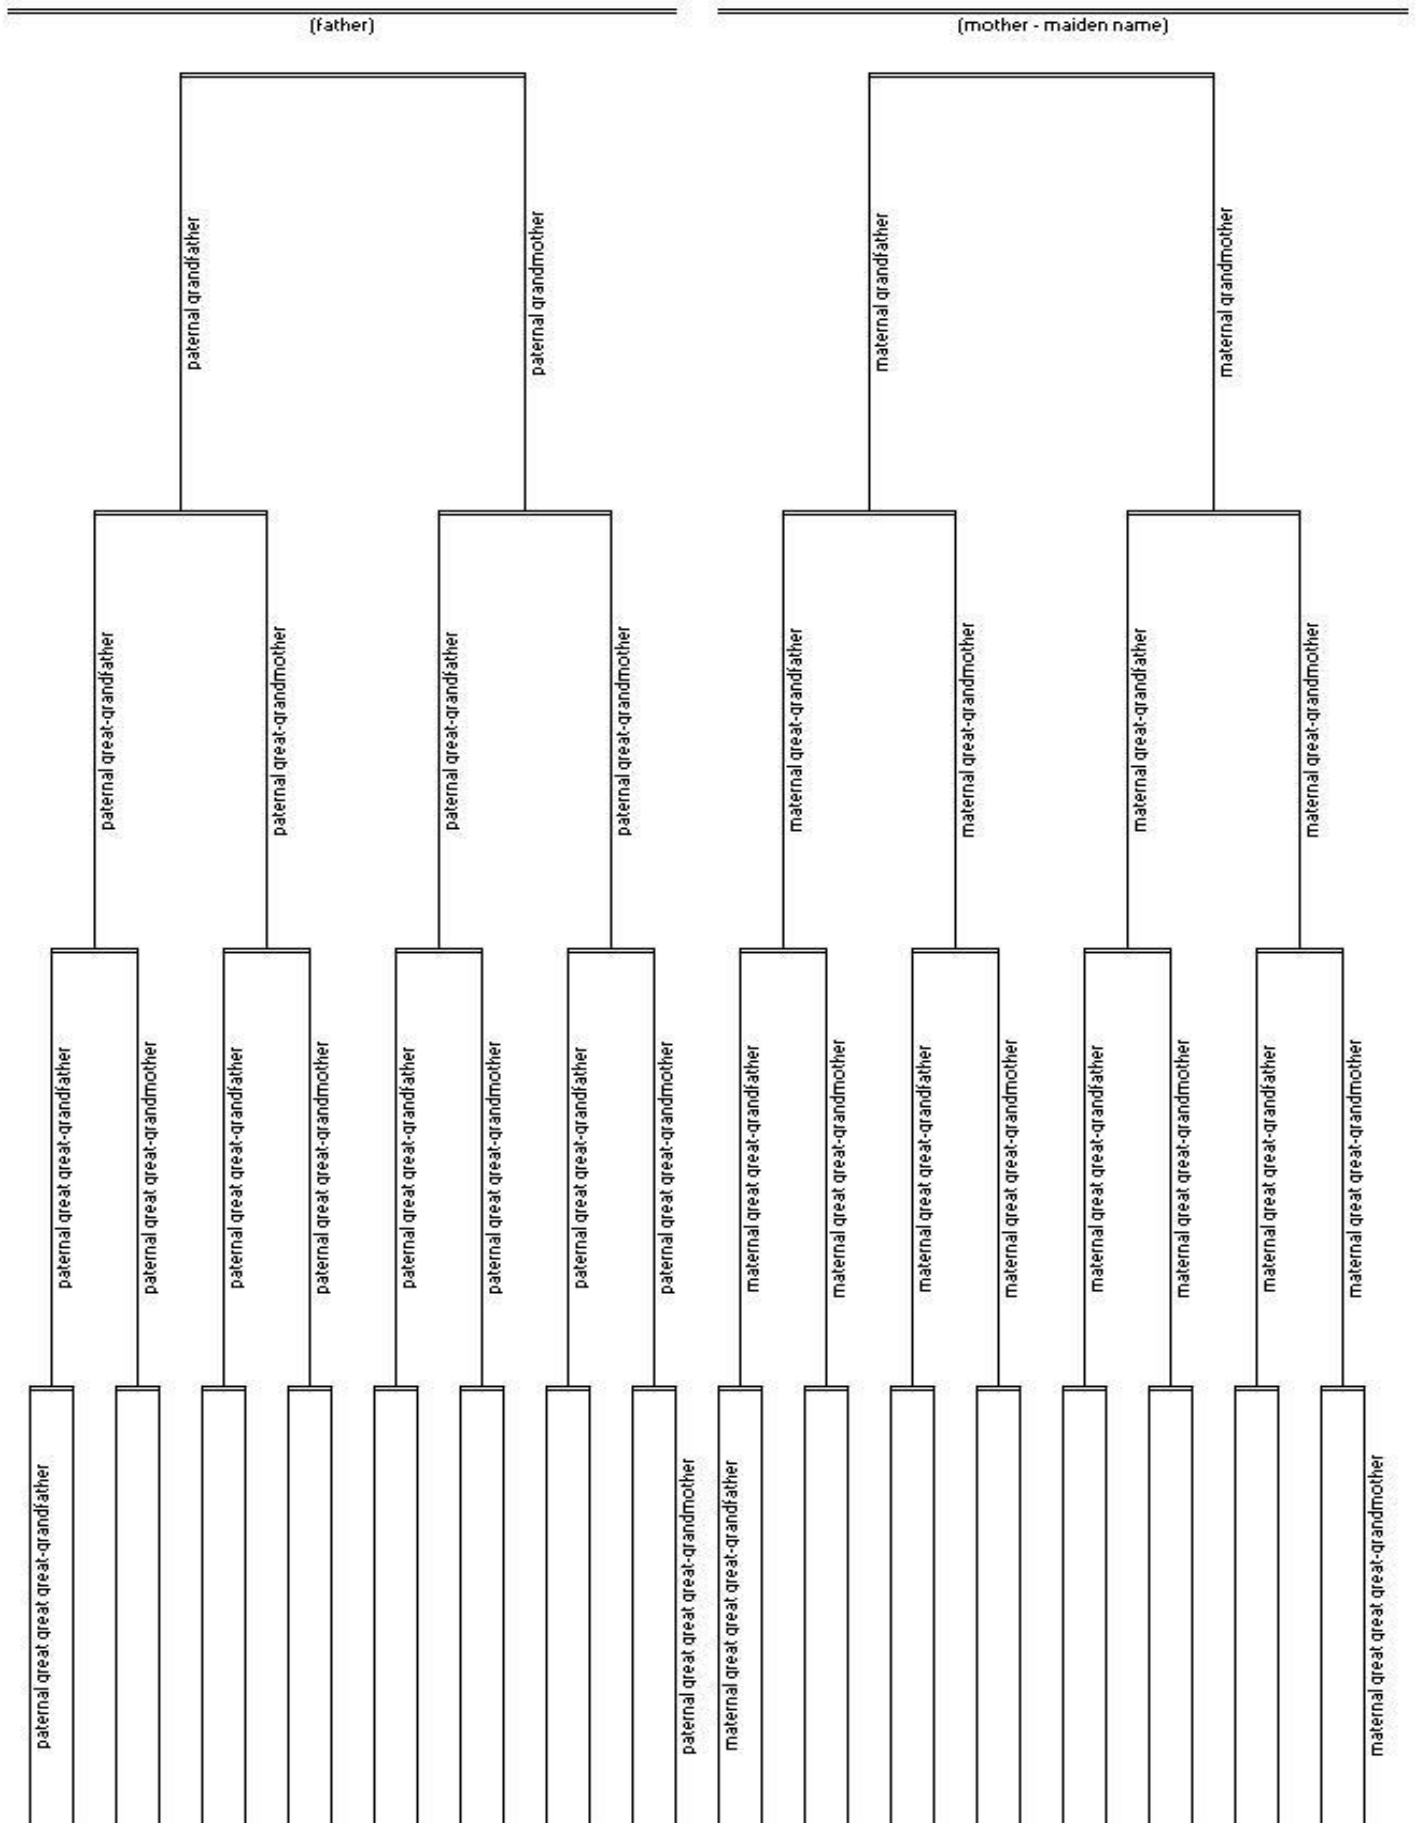 (father)
(mother - maiden name)
paternal grandfather
paternal grandmother
maternal grandfather
maternal grandmother
paternal great-grandfather
paternal great-grandmother
paternal great-grandfather
paternal great-grandmother
maternal great-grandfather
maternal great-grandmother
maternal great-grandfather
maternal great-grandmother
paternal great great-grandfather
paternal great great-grandmother
paternal great great-grandfather
paternal great great-grandmother
paternal great great-grandfather
paternal great great-grandmother
paternal great great-grandfather
paternal great great-grandmother
maternal great great-grandfather
maternal great great-grandmother
maternal great great-grandfather
maternal great great-grandmother
maternal great great-grandfather
maternal great great-grandmother
maternal great great-grandfather
maternal great great-grandmother
paternal great great great-grandfather
paternal great great great-grandmother
maternal great great great-grandfather
maternal great great great-grandmother